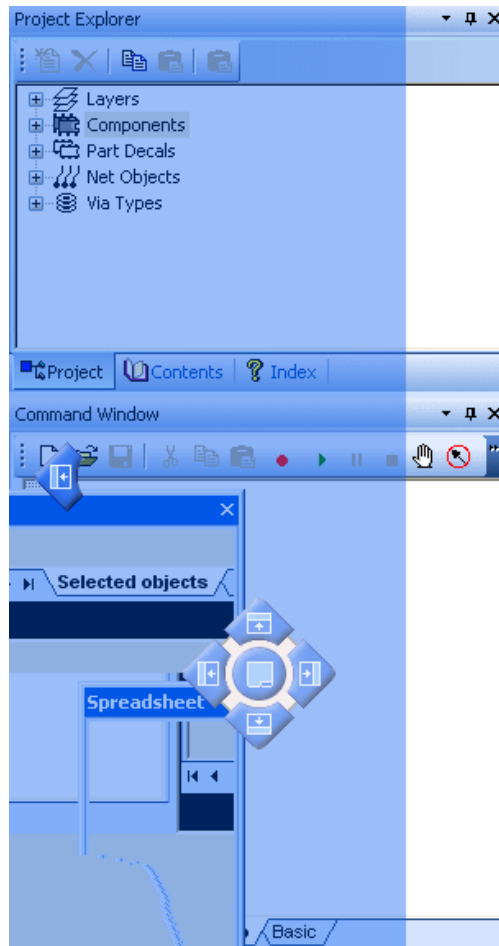 Project Explorer
Layers
Components
Part Decals
Net Objects
Via Types
Project Contents Index
Command Window
Selected objects
Spreadsheet
Basic